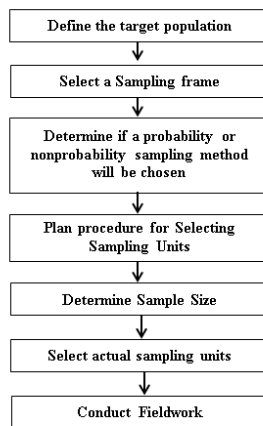 Define the target population
Select a Sampling frame
Determine if a probability or
nonprobability sampling method
will be chosen
Plan procedure for Selecting
Sampling Units
Determine Sample Size
Select actual sampling units
Conduct Fieldwork